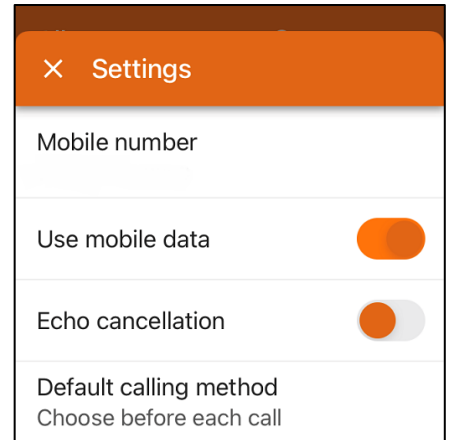 Settings
Mobile number
Use mobile data
Echo cancellation
Default calling method
Choose before each call